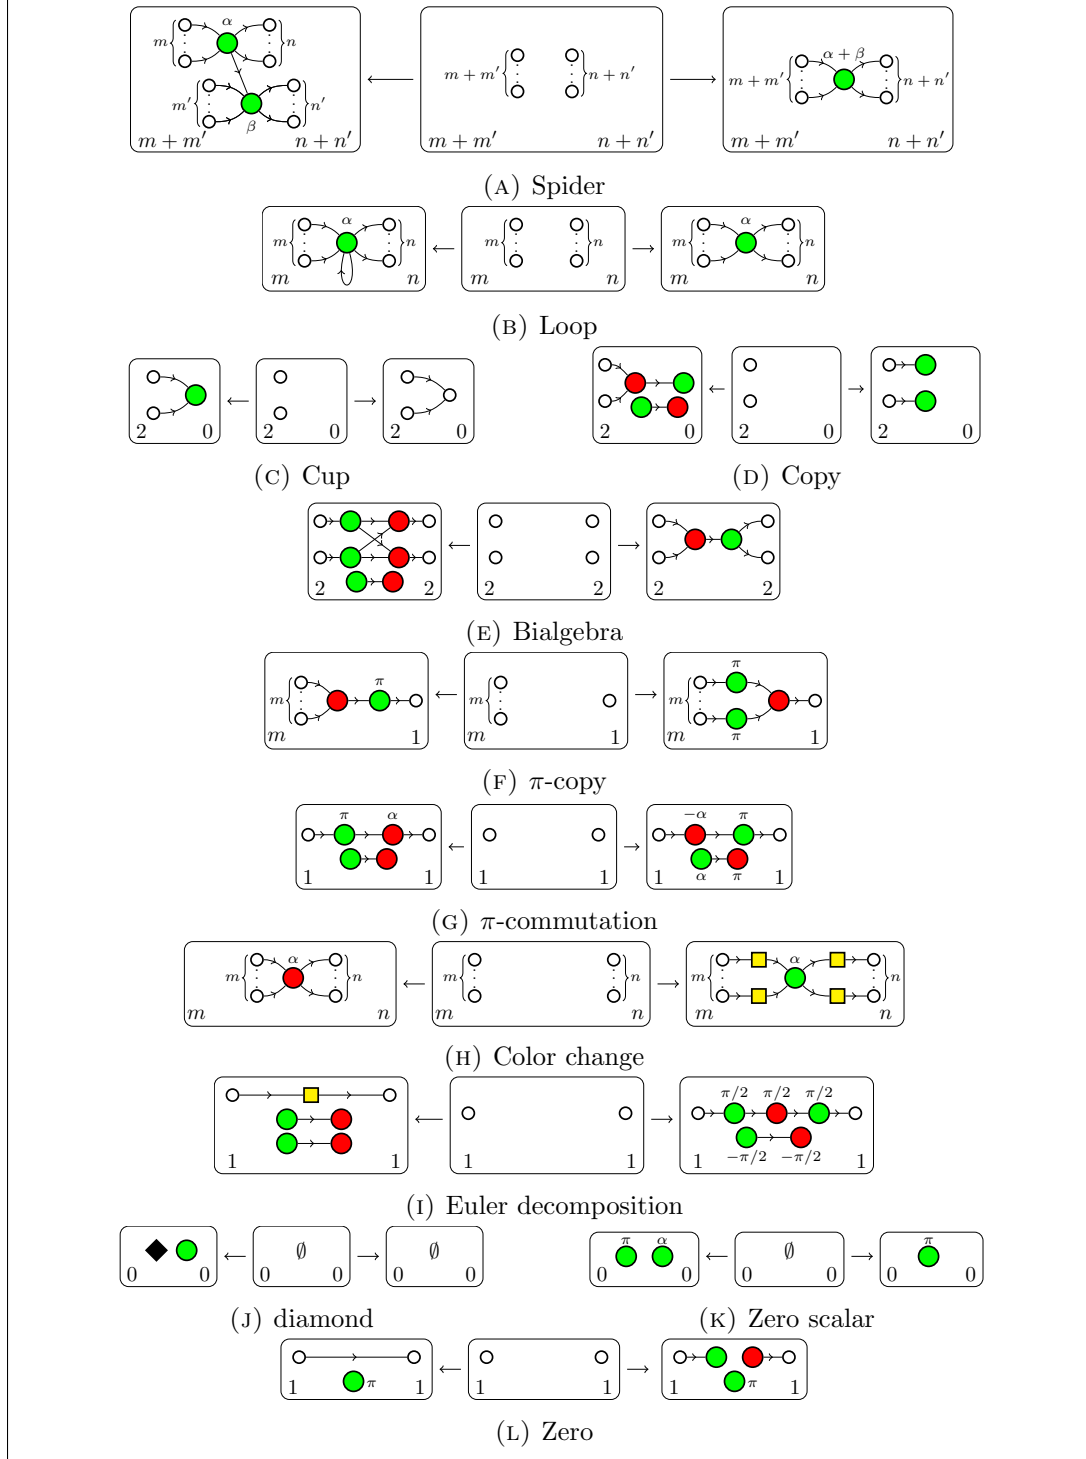 α
m n
m′ n′
β
m + m′ n + n′
m + m′ n + n′
m + m′ n + n′
α + β
m + m′ n + n′
m + m′ n + n′
(A) Spider
α α
m n m n m n
m n m n m n
(B) Loop
2 0 2 0 2 0 2 0 2 0 2 0
(C) Cup (D) Copy
2 2 2 2 2 2
(E) Bialgebra
π π
m m m
π
m 1 m 1 m 1
(F) π-copy
π α −α π
α π
1 1 1 1 1 1
(G) π-commutation
α α
m n m n m n
m n m n m n
(H) Color change
π/2 π/2 π/2
−π/2 −π/2
1 1 1 1 1 1
(I) Euler decomposition
∅ ∅ π α ∅ π
0 0 0 0 0 0 0 0 0 0 0 0
(J) diamond (K) Zero scalar
π π
1 1 1 1 1 1
(L) Zero